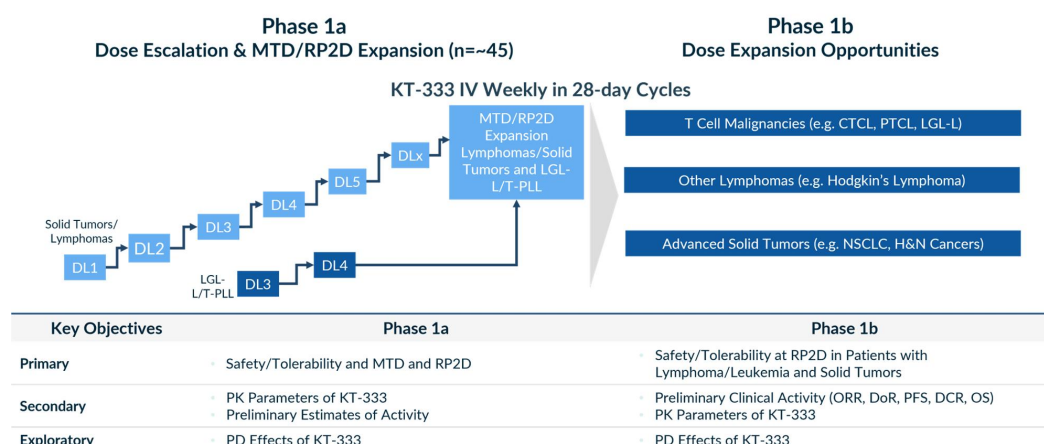 Phase 1a
Dose Escalation & MTD/RP2D Expansion (n=~45)
Phase 1b
Dose Expansion Opportunities
KT-333 IV Weekly in 28-day Cycles
MTD/RP2D
Expansion
Lymphomas/Solid
Tumors and LGL-
L/T-PLL
DLx
DL5
DL4
DL3
DL2
Solid Tumors/
Lymphomas
DL1
LGL-
L/T-PLL
DL3
DL4
T Cell Malignancies (e.g. CTCL, PTCL, LGL-L)
Other Lymphomas (e.g. Hodgkin's Lymphoma)
Advanced Solid Tumors (e.g. NSCLC, H&N Cancers)
Key Objectives
Phase 1a
Phase 1b
Primary
• Safety/Tolerability and MTD and RP2D
• Safety/Tolerability at RP2D in Patients with
Lymphoma/Leukemia and Solid Tumors
Secondary
• PK Parameters of KT-333
• Preliminary Estimates of Activity
• Preliminary Clinical Activity (ORR, DoR, PFS, DCR, OS)
• PK Parameters of KT-333
Exploratory
• PD Effects of KT-333
• PD Effects of KT-333